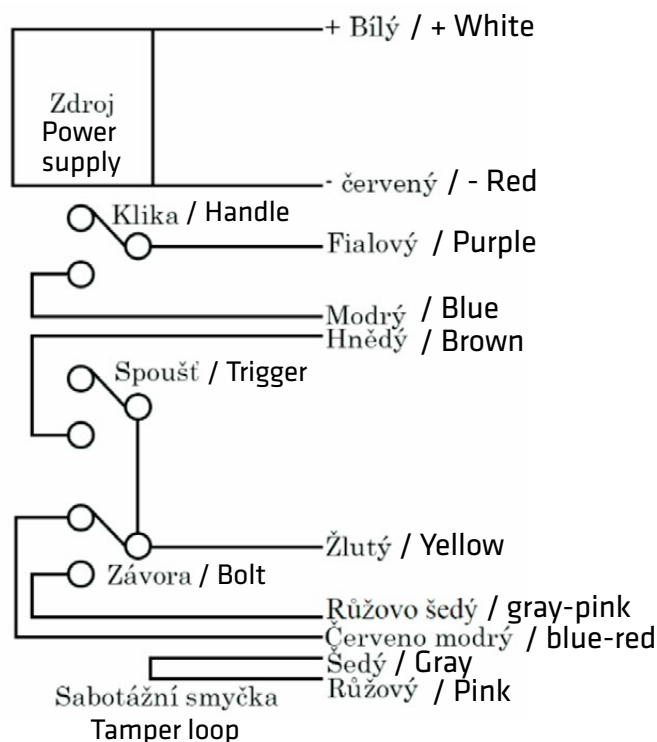 + Bílý / + White
Zdroj
Power
supply
- červený / - Red
Klika / Handle
Fialový / Purple
Modrý / Blue
Hnědý / Brown
Spoušť / Trigger
Žlutý / Yellow
Závora / Bolt
Růžovo šedý / gray-pink
Červeno modrý / blue-red
Šedý / Gray
Růžový / Pink
Sabotážní smyčka
Tamper loop